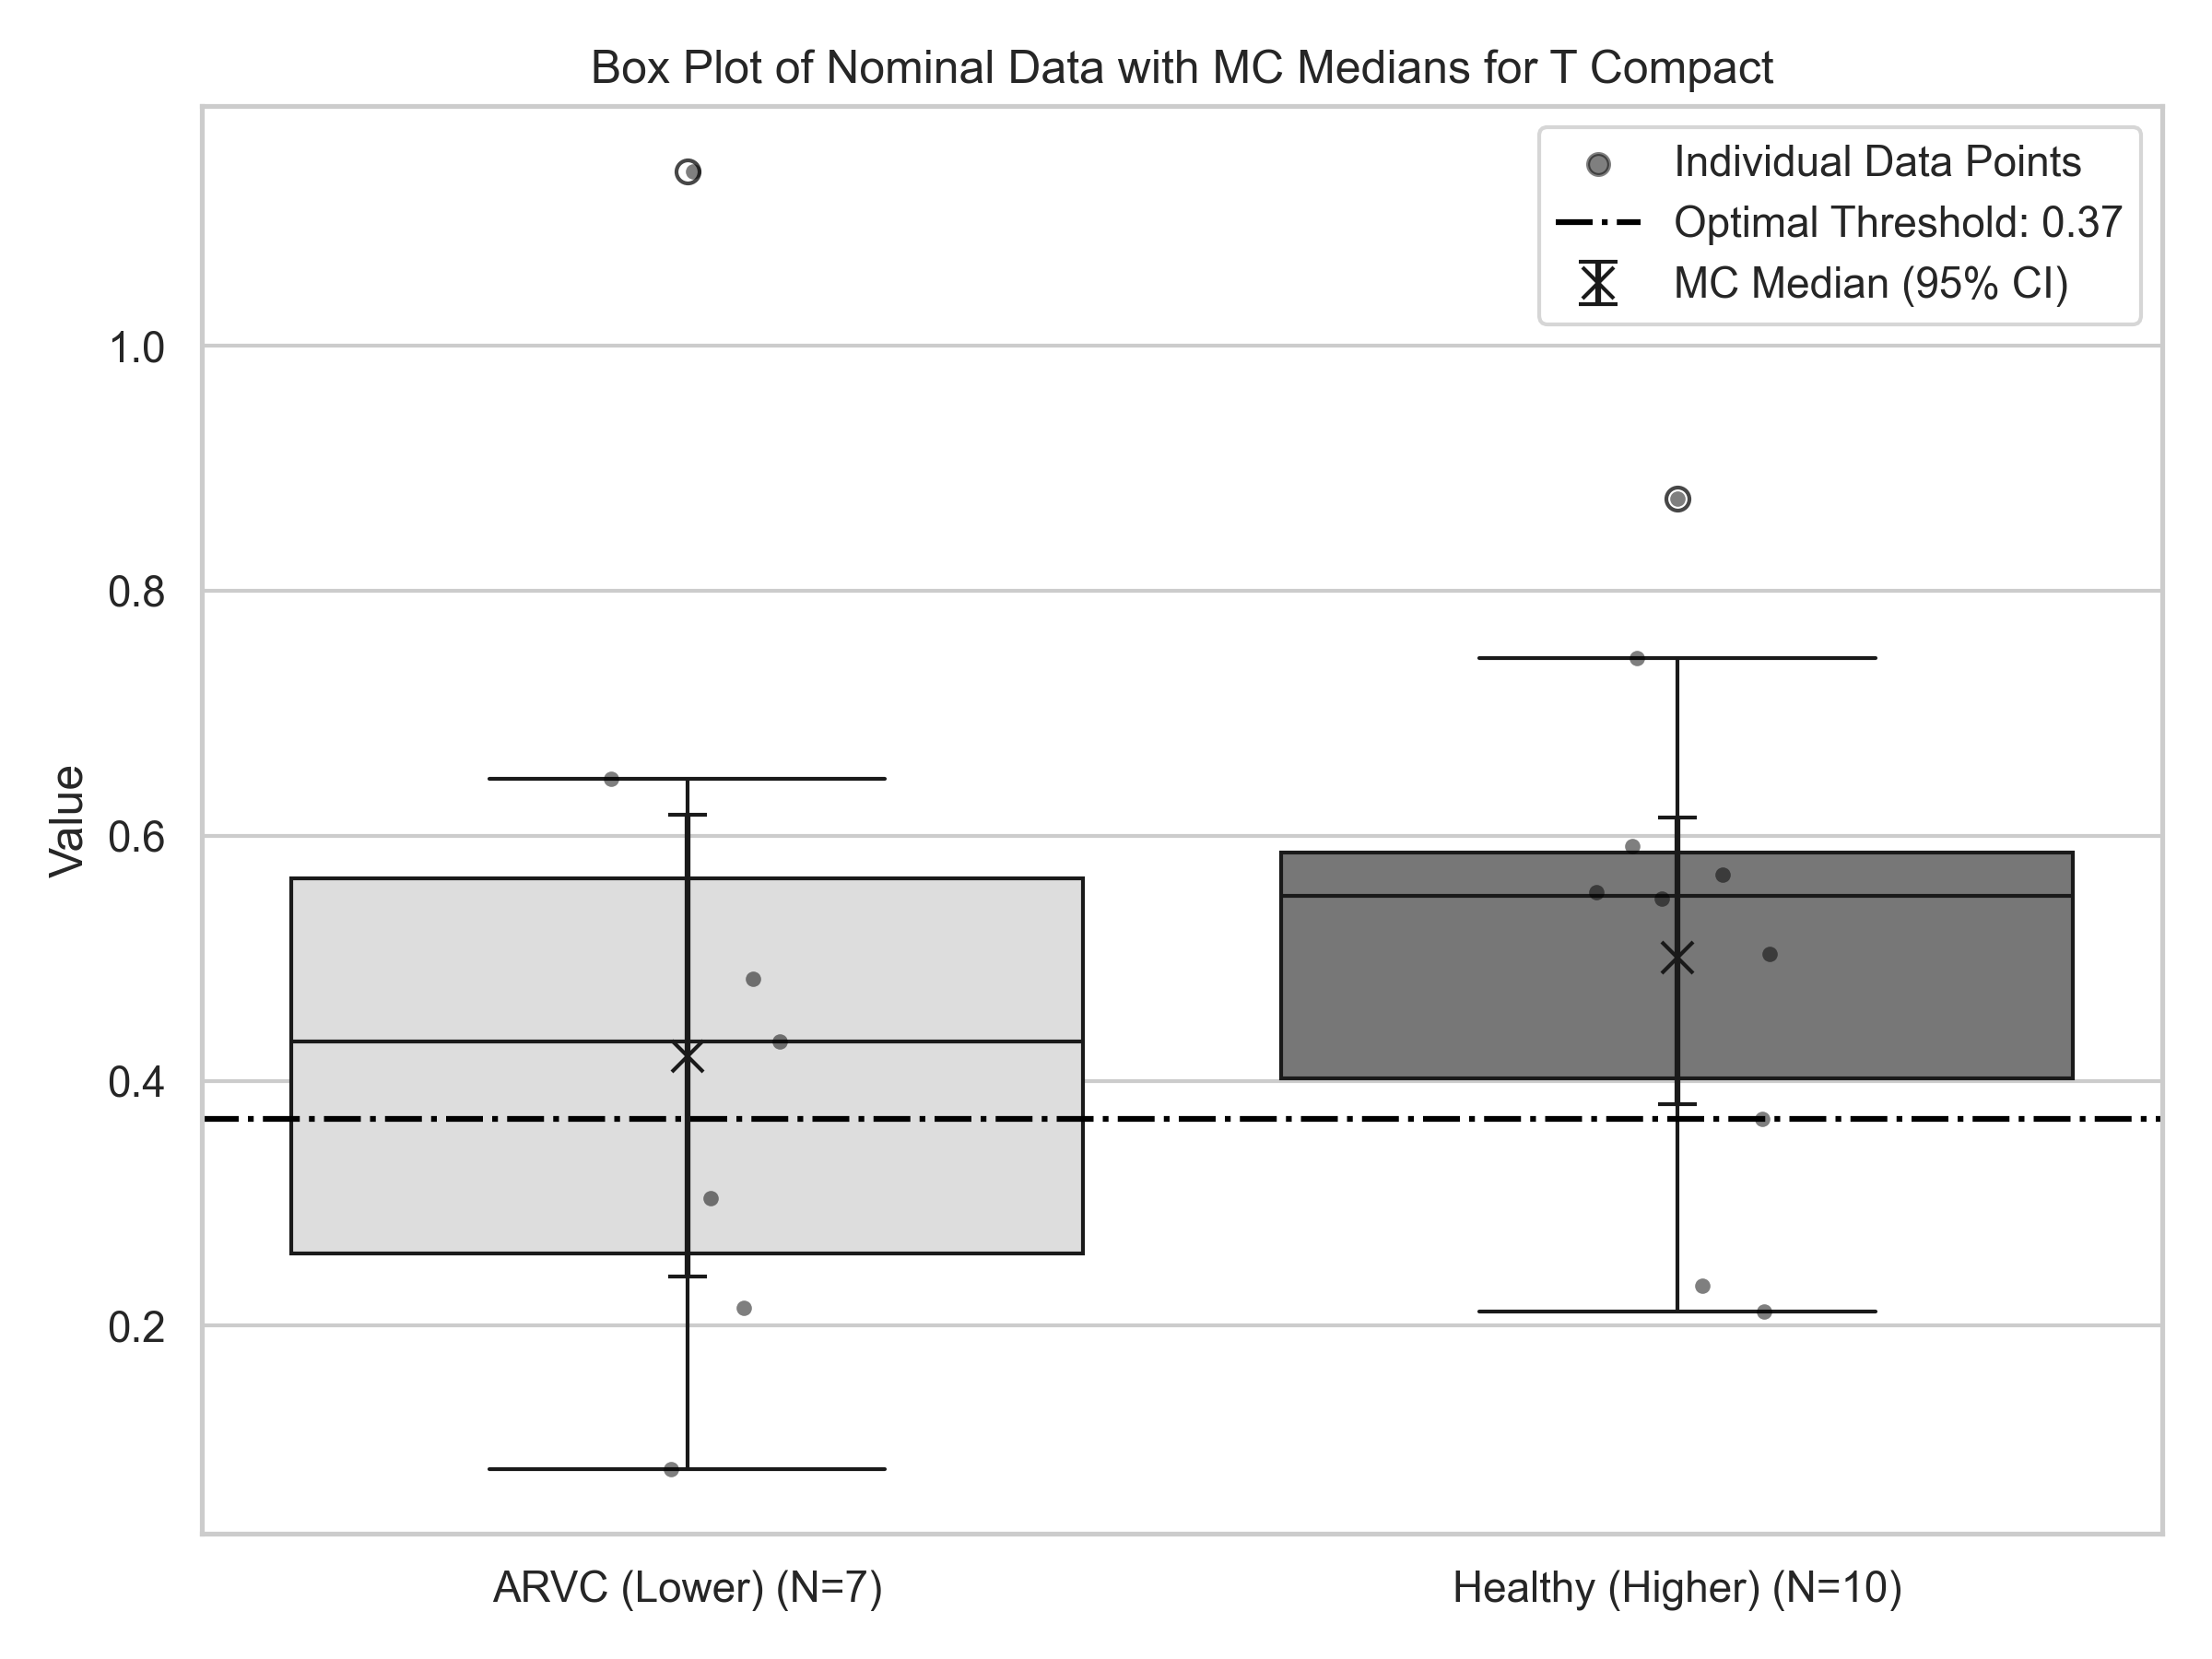 Box Plot of Nominal Data with MC Medians for T Compact
Individual Data Points
Optimal Threshold: 0.37
MC Median (95% CI)
Value
1.0
0.8
0.6
0.4
0.2
ARVC (Lower) (N=7)
Healthy (Higher) (N=10)